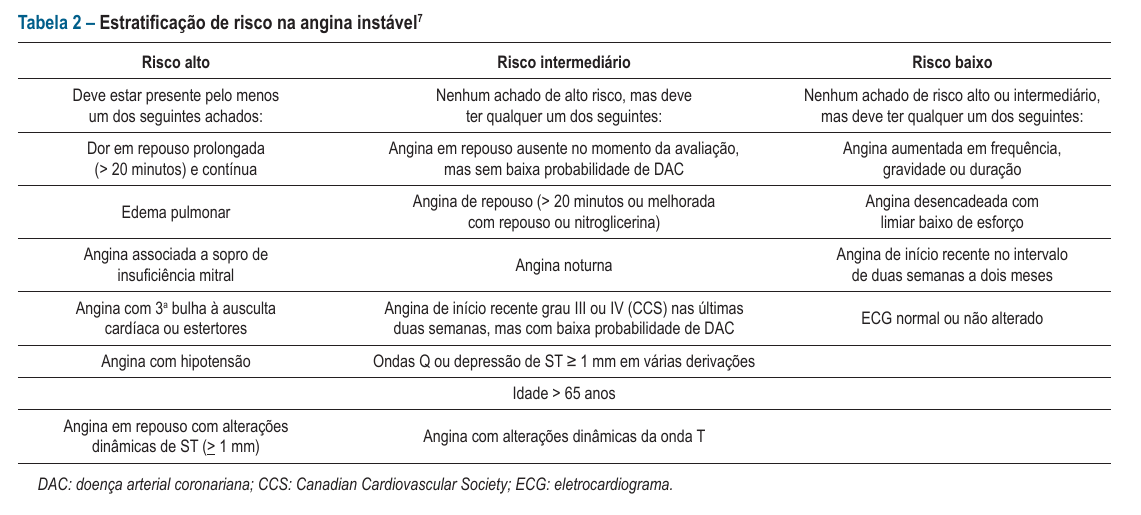 Tabela 2 – Estratificação de risco na angina instável⁷
Risco alto
Risco intermediário
Risco baixo
Deve estar presente pelo menos
um dos seguintes achados:
Nenhum achado de alto risco, mas deve
ter qualquer um dos seguintes:
Nenhum achado de risco alto ou intermediário,
mas deve ter qualquer um dos seguintes:
Dor em repouso prolongada
(> 20 minutos) e contínua
Angina em repouso ausente no momento da avaliação,
mas sem baixa probabilidade de DAC
Angina aumentada em frequência,
gravidade ou duração
Edema pulmonar
Angina de repouso (> 20 minutos ou melhorada
com repouso ou nitroglicerina)
Angina desencadeada com
limiar baixo de esforço
Angina associada a sopro de
insuficiência mitral
Angina noturna
Angina de início recente no intervalo
de duas semanas a dois meses
Angina com 3ª bulha à ausculta
cardíaca ou estertores
Angina de início recente grau III ou IV (CCS) nas últimas
duas semanas, mas com baixa probabilidade de DAC
ECG normal ou não alterado
Angina com hipotensão
Ondas Q ou depressão de ST ≥ 1 mm em várias derivações
Idade > 65 anos
Angina em repouso com alterações
dinâmicas de ST (≥ 1 mm)
Angina com alterações dinâmicas da onda T
DAC: doença arterial coronariana; CCS: Canadian Cardiovascular Society; ECG: eletrocardiograma.